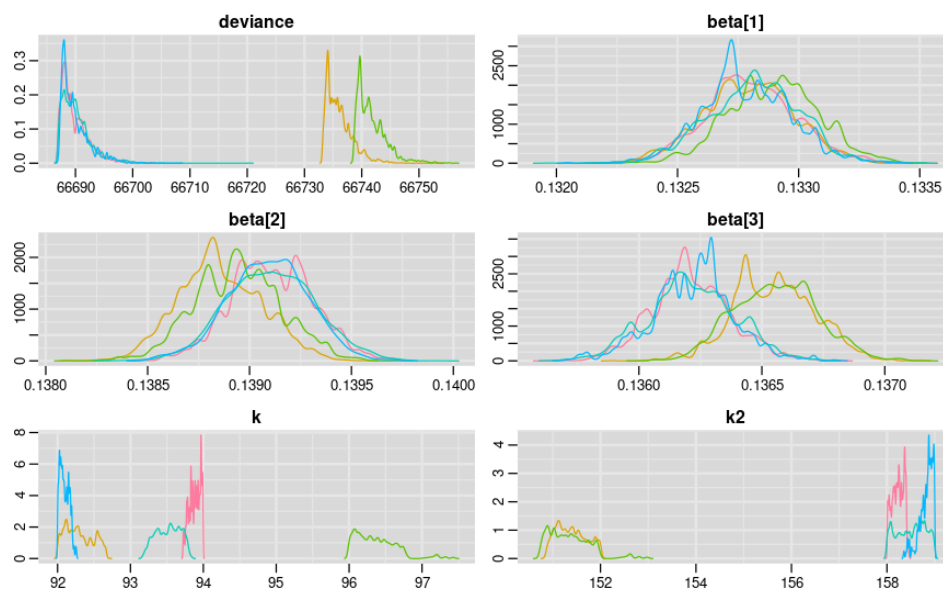 deviance
0.0 0.1 0.2 0.3
66690 66700 66710 66720 66730 66740 66750
beta[1]
0 1000 2500
0.1320 0.1325 0.1330 0.1335
beta[2]
0 1000 2000
0.1380 0.1385 0.1390 0.1395 0.1400
beta[3]
0 1000 2500
0.1360 0.1365 0.1370
k
0 2 4 6 8
92 93 94 95 96 97
k2
0 1 2 3 4
152 154 156 158